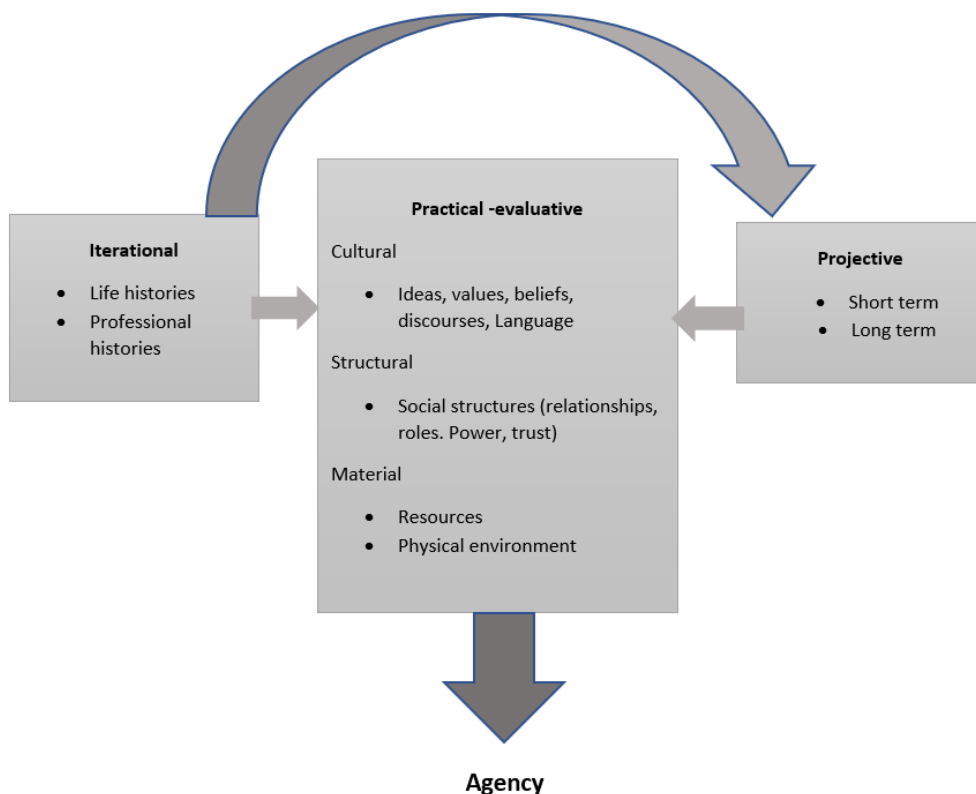 Iterational
• Life histories
• Professional
histories
Practical -evaluative
Cultural
• Ideas, values, beliefs,
discourses, Language
Structural
• Social structures (relationships,
roles. Power, trust)
Material
• Resources
• Physical environment
Projective
• Short term
• Long term
Agency